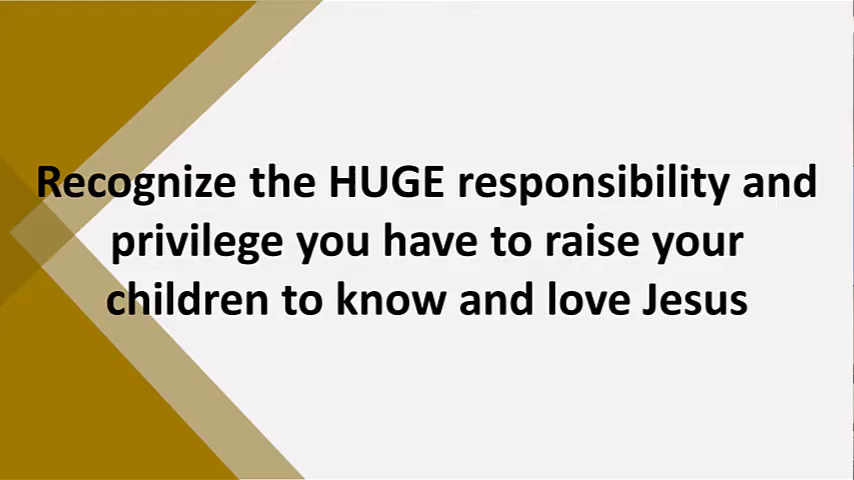 Recognize the HUGE responsibility and
privilege you have to raise your
children to know and love Jesus